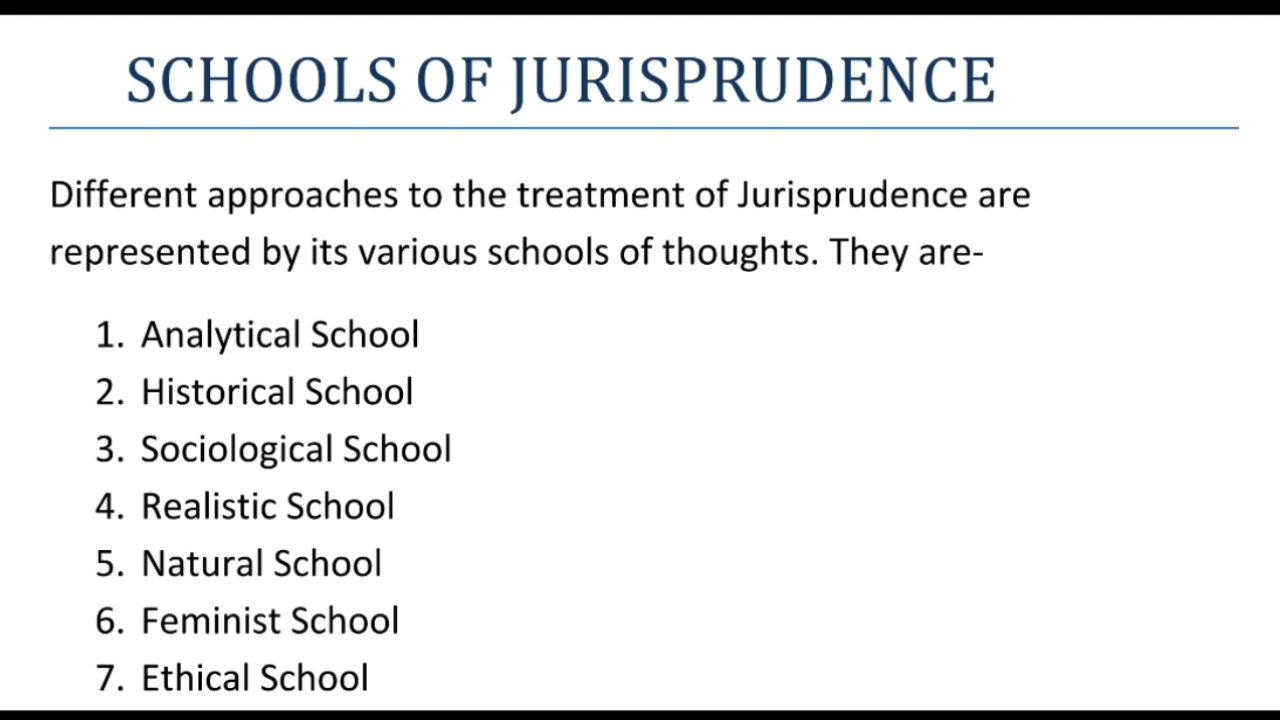 SCHOOLS OF JURISPRUDENCE
Different approaches to the treatment of Jurisprudence are
represented by its various schools of thoughts. They are-
1. Analytical School
2. Historical School
3. Sociological School
4. Realistic School
5. Natural School
6. Feminist School
7. Ethical School